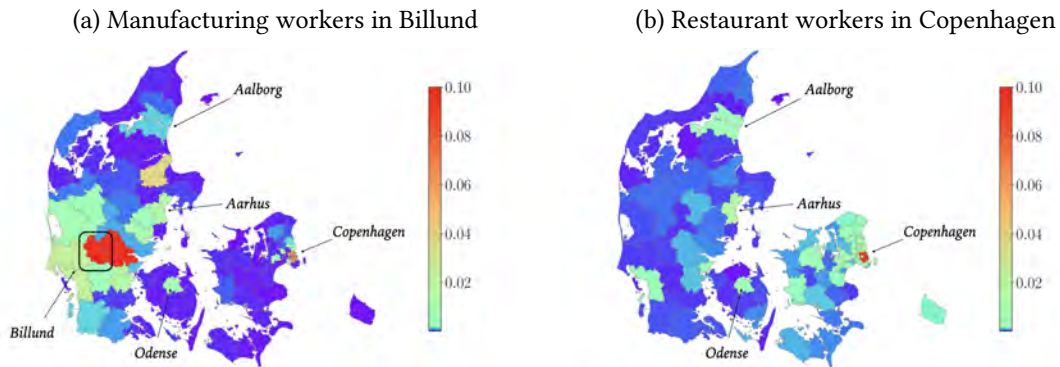 (a) Manufacturing workers in Billund
Aalborg
Aarhus
Copenhagen
Billund
Odense
0.10
0.08
0.06
0.04
0.02
(b) Restaurant workers in Copenhagen
Aalborg
Aarhus
Copenhagen
Odense
0.10
0.08
0.06
0.04
0.02